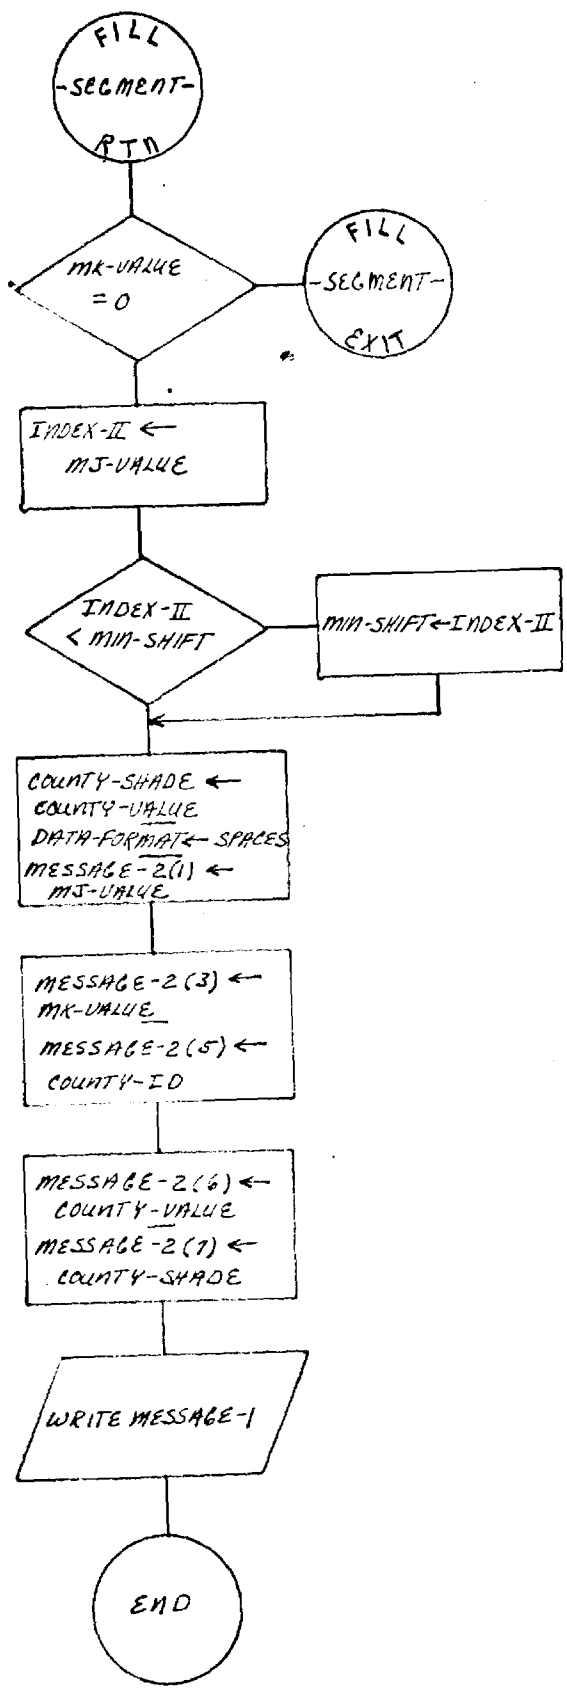 FILL
-SEGMENT-
RTN
MK-VALUE
= 0
FILL
-SEGMENT-
EXIT
INDEX-II ←
MJ-VALUE
INDEX-II
< MIN-SHIFT
MIN-SHIFT←INDEX-II
COUNTY-SHADE ←
COUNTY-VALUE
DATA-FORMAT← SPACES
MESSAGE-2(1) ←
MJ-VALUE
MESSAGE-2(3) ←
MK-VALUE
MESSAGE-2(5) ←
COUNTY-ID
MESSAGE-2(6) ←
COUNTY-VALUE
MESSAGE-2(7) ←
COUNTY-SHADE
WRITE MESSAGE-1
END